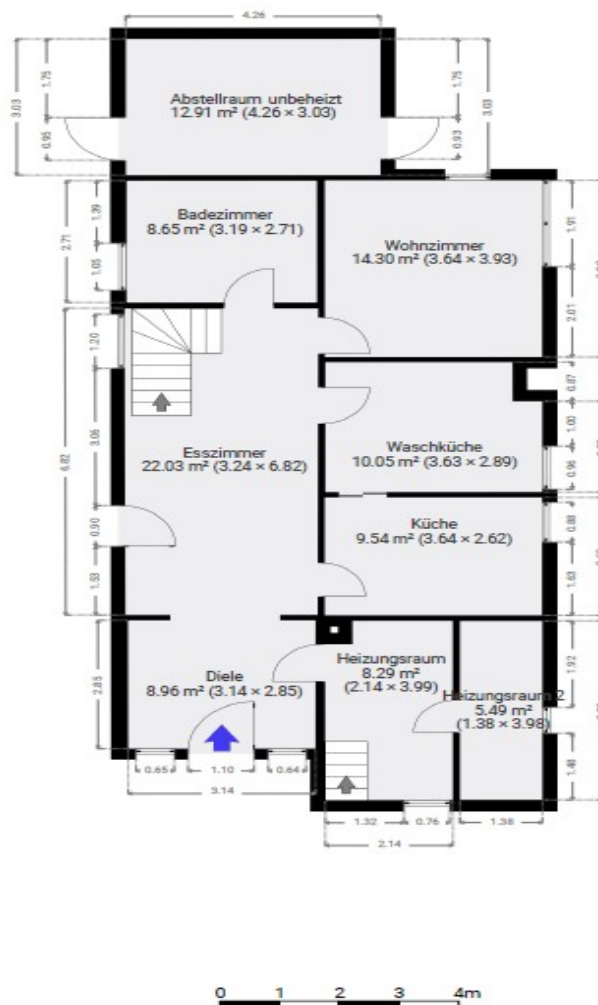 4.26
1.75
3.03
0.95
1.75
0.93
3.03
Abstellraum unbeheizt
12.91 m² (4.26 × 3.03)
Badezimmer
8.65 m² (3.19 × 2.71)
1.39
2.71
1.05
Wohnzimmer
14.30 m² (3.64 × 3.93)
1.91
2.01
1.20
3.06
6.82
0.90
1.53
Esszimmer
22.03 m² (3.24 × 6.82)
Waschküche
10.05 m² (3.63 × 2.89)
0.87
1.00
0.96
Küche
9.54 m² (3.64 × 2.62)
0.88
1.63
Diele
8.96 m² (3.14 × 2.85)
2.85
Heizungsraum
8.29 m²
(2.14 × 3.99)
Heizungsraum 2
5.49 m²
(1.38 × 3.98)
1.92
1.48
0.65
1.10
0.64
3.14
1.32
0.76
1.38
2.14
0 1 2 3 4m